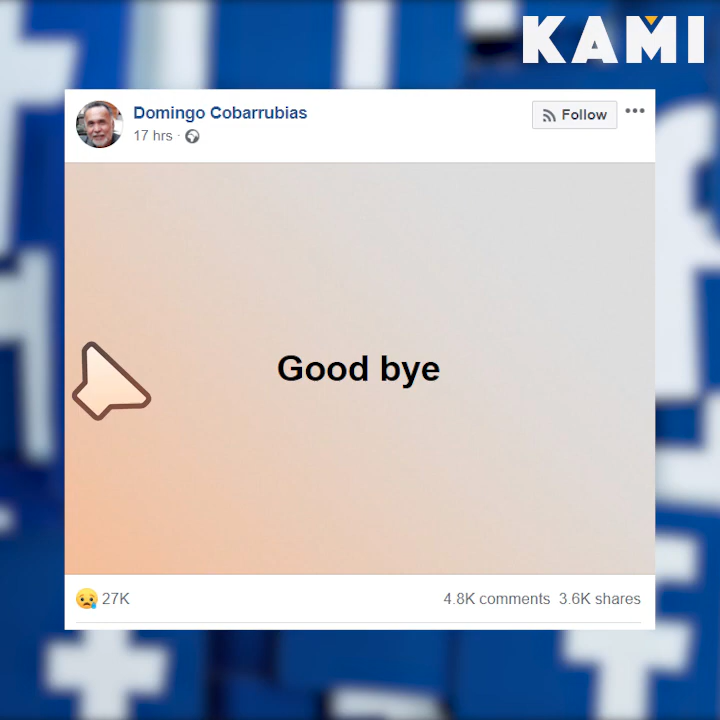 KAMI
Domingo Cobarrubias
Follow
17 hrs ·
Good bye
27K
4.8K comments 3.6K shares